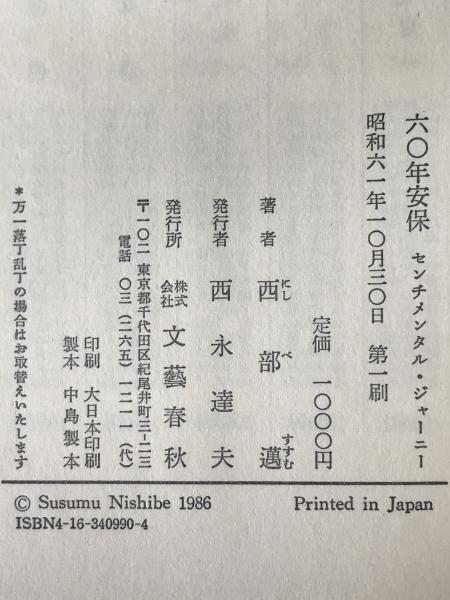 六〇年安保 センチメンタル・ジャーニー
昭和六一年一〇月三〇日 第一刷
定価 一〇〇〇円
著者 西部邁
にしべ すすむ
発行者 西永達夫
発行所 株式会社 文藝春秋
〒一〇二 東京都千代田区紀尾井町三―二三
電話 〇三(二六五)一二一一(代)
印刷 大日本印刷
製本 中島製本
*万一落丁乱丁の場合はお取替えいたします
© Susumu Nishibe 1986 Printed in Japan
ISBN4-16-340990-4